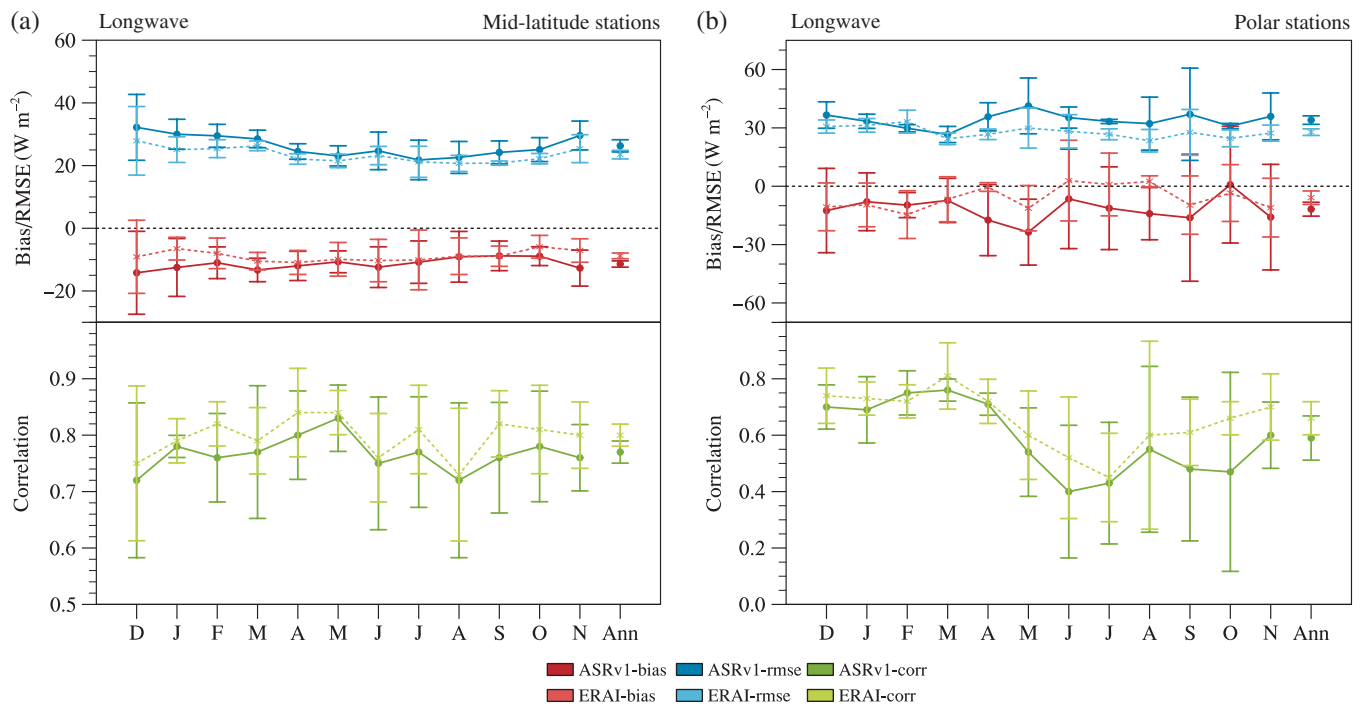 (a) Longwave Mid-latitude stations
60
40
20
0
−20
Bias/RMSE (W m−2)
0.9
0.8
0.7
0.6
0.5
Correlation
D J F M A M J J A S O N Ann
(b) Longwave Polar stations
60
30
0
−30
−60
Bias/RMSE (W m−2)
0.8
0.6
0.4
0.2
0.0
Correlation
D J F M A M J J A S O N Ann
ASRv1-bias ASRv1-rmse ASRv1-corr
ERAI-bias ERAI-rmse ERAI-corr